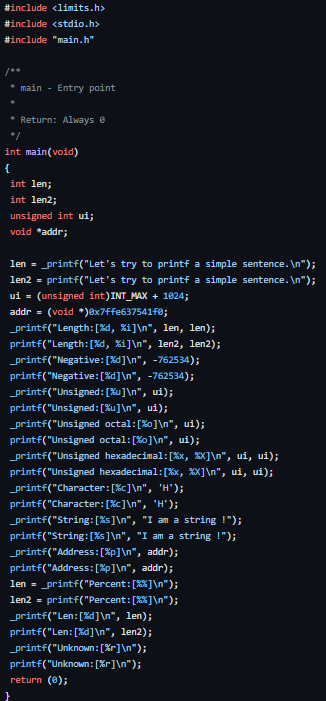 #include <limits.h>
#include <stdio.h>
#include "main.h"
/**
 * main - Entry point
 *
 * Return: Always 0
 */
int main(void)
{
 int len;
 int len2;
 unsigned int ui;
 void *addr;
 len = _printf("Let's try to printf a simple sentence.\n");
 len2 = printf("Let's try to printf a simple sentence.\n");
 ui = (unsigned int)INT_MAX + 1024;
 addr = (void *)0x7ffe637541f0;
 _printf("Length:[%d, %i]\n", len, len);
 printf("Length:[%d, %i]\n", len2, len2);
 _printf("Negative:[%d]\n", -762534);
 printf("Negative:[%d]\n", -762534);
 _printf("Unsigned:[%u]\n", ui);
 printf("Unsigned:[%u]\n", ui);
 _printf("Unsigned octal:[%o]\n", ui);
 printf("Unsigned octal:[%o]\n", ui);
 _printf("Unsigned hexadecimal:[%x, %X]\n", ui, ui);
 printf("Unsigned hexadecimal:[%x, %X]\n", ui, ui);
 _printf("Character:[%c]\n", 'H');
 printf("Character:[%c]\n", 'H');
 _printf("String:[%s]\n", "I am a string !");
 printf("String:[%s]\n", "I am a string !");
 _printf("Address:[%p]\n", addr);
 printf("Address:[%p]\n", addr);
 len = _printf("Percent:[%%]\n");
 len2 = printf("Percent:[%%]\n");
 _printf("Len:[%d]\n", len);
 printf("Len:[%d]\n", len2);
 _printf("Unknown:[%r]\n");
 printf("Unknown:[%r]\n");
 return (0);
}